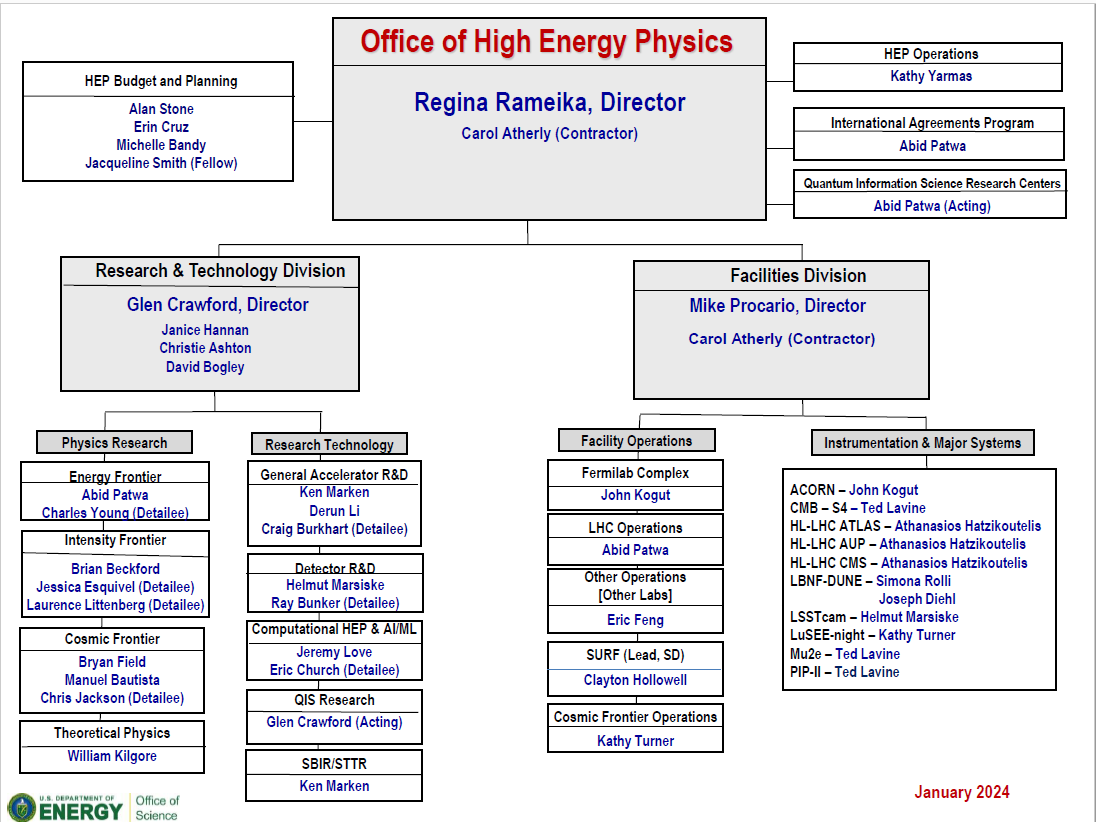 Office of High Energy Physics
Regina Rameika, Director
Carol Atherly (Contractor)
HEP Budget and Planning
Alan Stone
Erin Cruz
Michelle Bandy
Jacqueline Smith (Fellow)
HEP Operations
Kathy Yarmas
International Agreements Program
Abid Patwa
Quantum Information Science Research Centers
Abid Patwa (Acting)
Research & Technology Division
Glen Crawford, Director
Janice Hannan
Christie Ashton
David Bogley
Facilities Division
Mike Procario, Director
Carol Atherly (Contractor)
Physics Research
Energy Frontier
Abid Patwa
Charles Young (Detailee)
Intensity Frontier
Brian Beckford
Jessica Esquivel (Detailee)
Laurence Littenberg (Detailee)
Cosmic Frontier
Bryan Field
Manuel Bautista
Chris Jackson (Detailee)
Theoretical Physics
William Kilgore
Research Technology
General Accelerator R&D
Ken Marken
Derun Li
Craig Burkhart (Detailee)
Detector R&D
Helmut Marsiske
Ray Bunker (Detailee)
Computational HEP & AI/ML
Jeremy Love
Eric Church (Detailee)
QIS Research
Glen Crawford (Acting)
SBIR/STTR
Ken Marken
Facility Operations
Fermilab Complex
John Kogut
LHC Operations
Abid Patwa
Other Operations
[Other Labs]
Eric Feng
SURF (Lead, SD)
Clayton Hollowell
Cosmic Frontier Operations
Kathy Turner
Instrumentation & Major Systems
ACORN – John Kogut
CMB – S4 – Ted Lavine
HL-LHC ATLAS – Athanasios Hatzikoutelis
HL-LHC AUP – Athanasios Hatzikoutelis
HL-LHC CMS – Athanasios Hatzikoutelis
LBNF-DUNE – Simona Rolli
Joseph Diehl
LSSTcam – Helmut Marsiske
LuSEE-night – Kathy Turner
Mu2e – Ted Lavine
PIP-II – Ted Lavine
January 2024
U.S. DEPARTMENT OF
ENERGY
Office of
Science